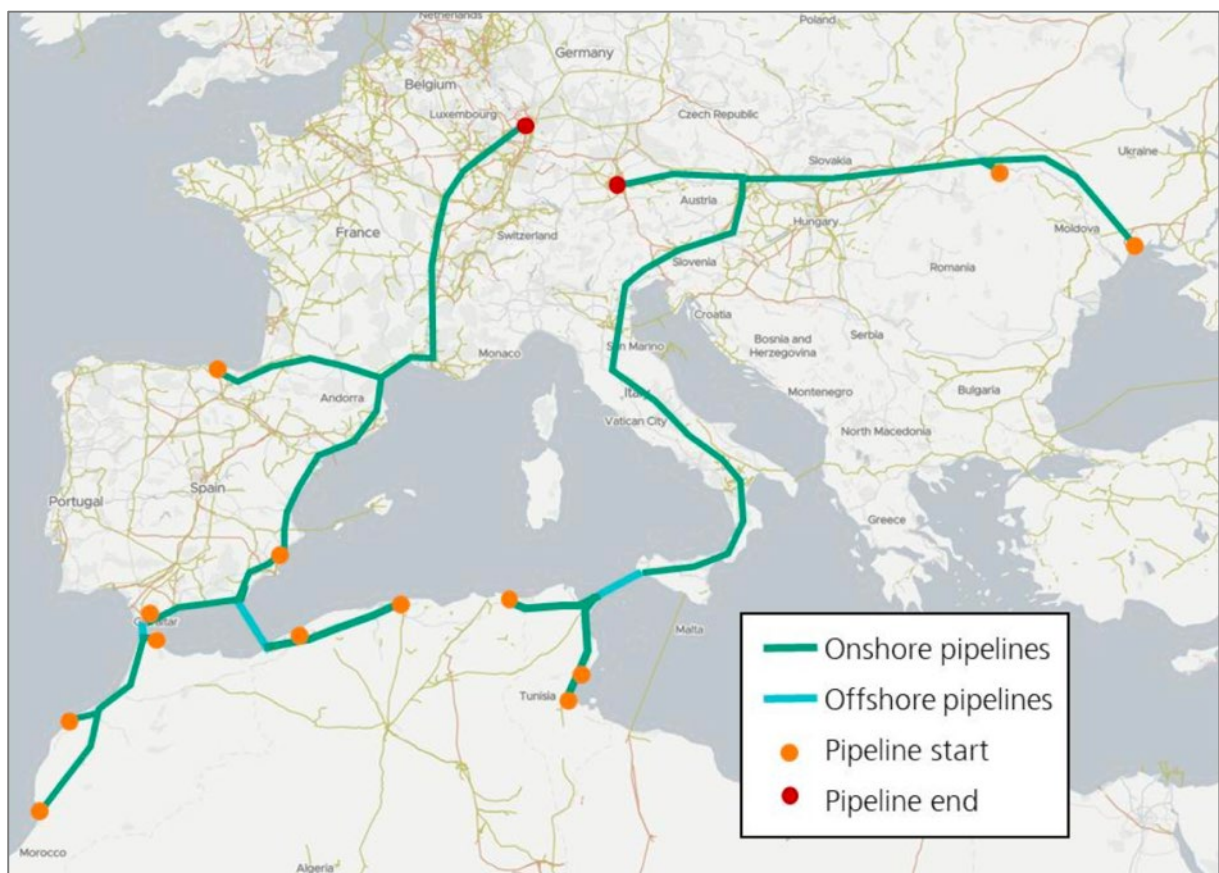 Netherlands
Poland
Germany
Belgium
Luxembourg
Czech Republic
Ukraine
Slovakia
Austria
Hungary
Moldova
France
Switzerland
Slovenia
Romania
Croatia
San Marino
Bosnia and
Herzegovina
Serbia
Monaco
Andorra
Italy
Montenegro
Bulgaria
Vatican City
North Macedonia
Portugal
Spain
Greece
Gibraltar
Malta
Tunisia
Morocco
Algeria
Onshore pipelines
Offshore pipelines
Pipeline start
Pipeline end